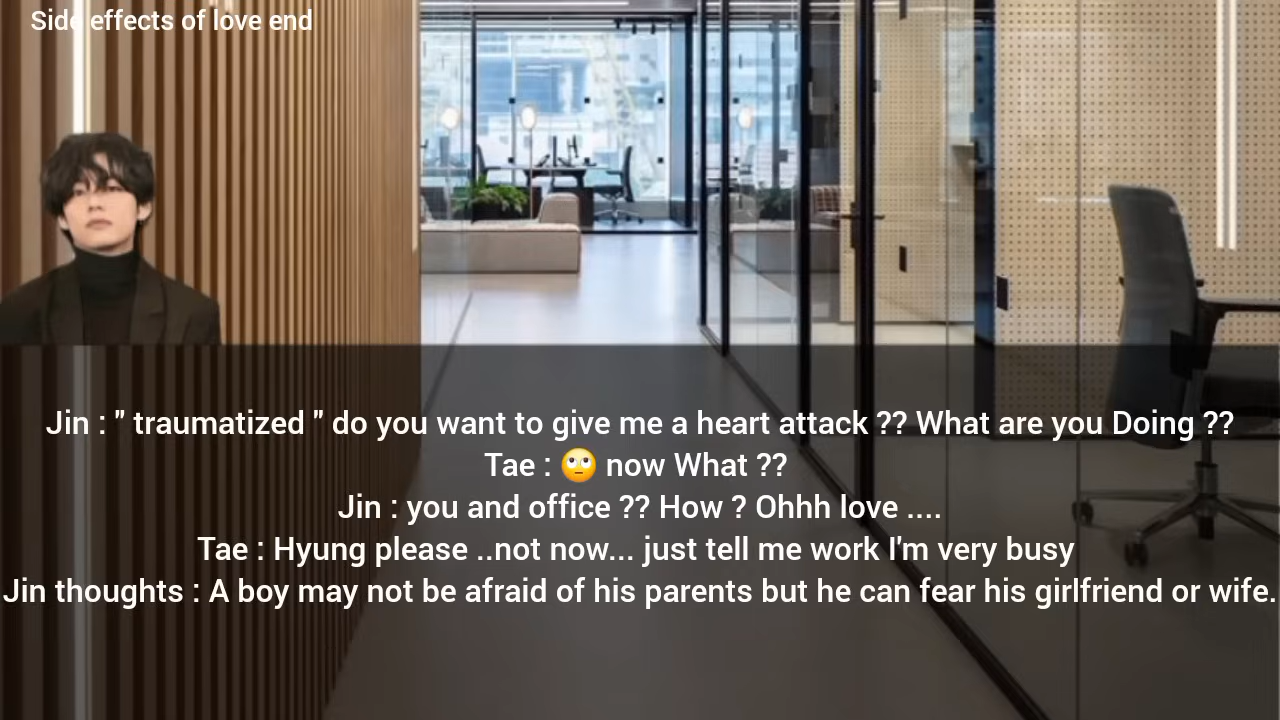 Side effects of love end
Jin : " traumatized " do you want to give me a heart attack ?? What are you Doing ??
Tae : 🙄 now What ??
Jin : you and office ?? How ? Ohhh love ....
Tae : Hyung please ..not now... just tell me work I'm very busy
Jin thoughts : A boy may not be afraid of his parents but he can fear his girlfriend or wife.